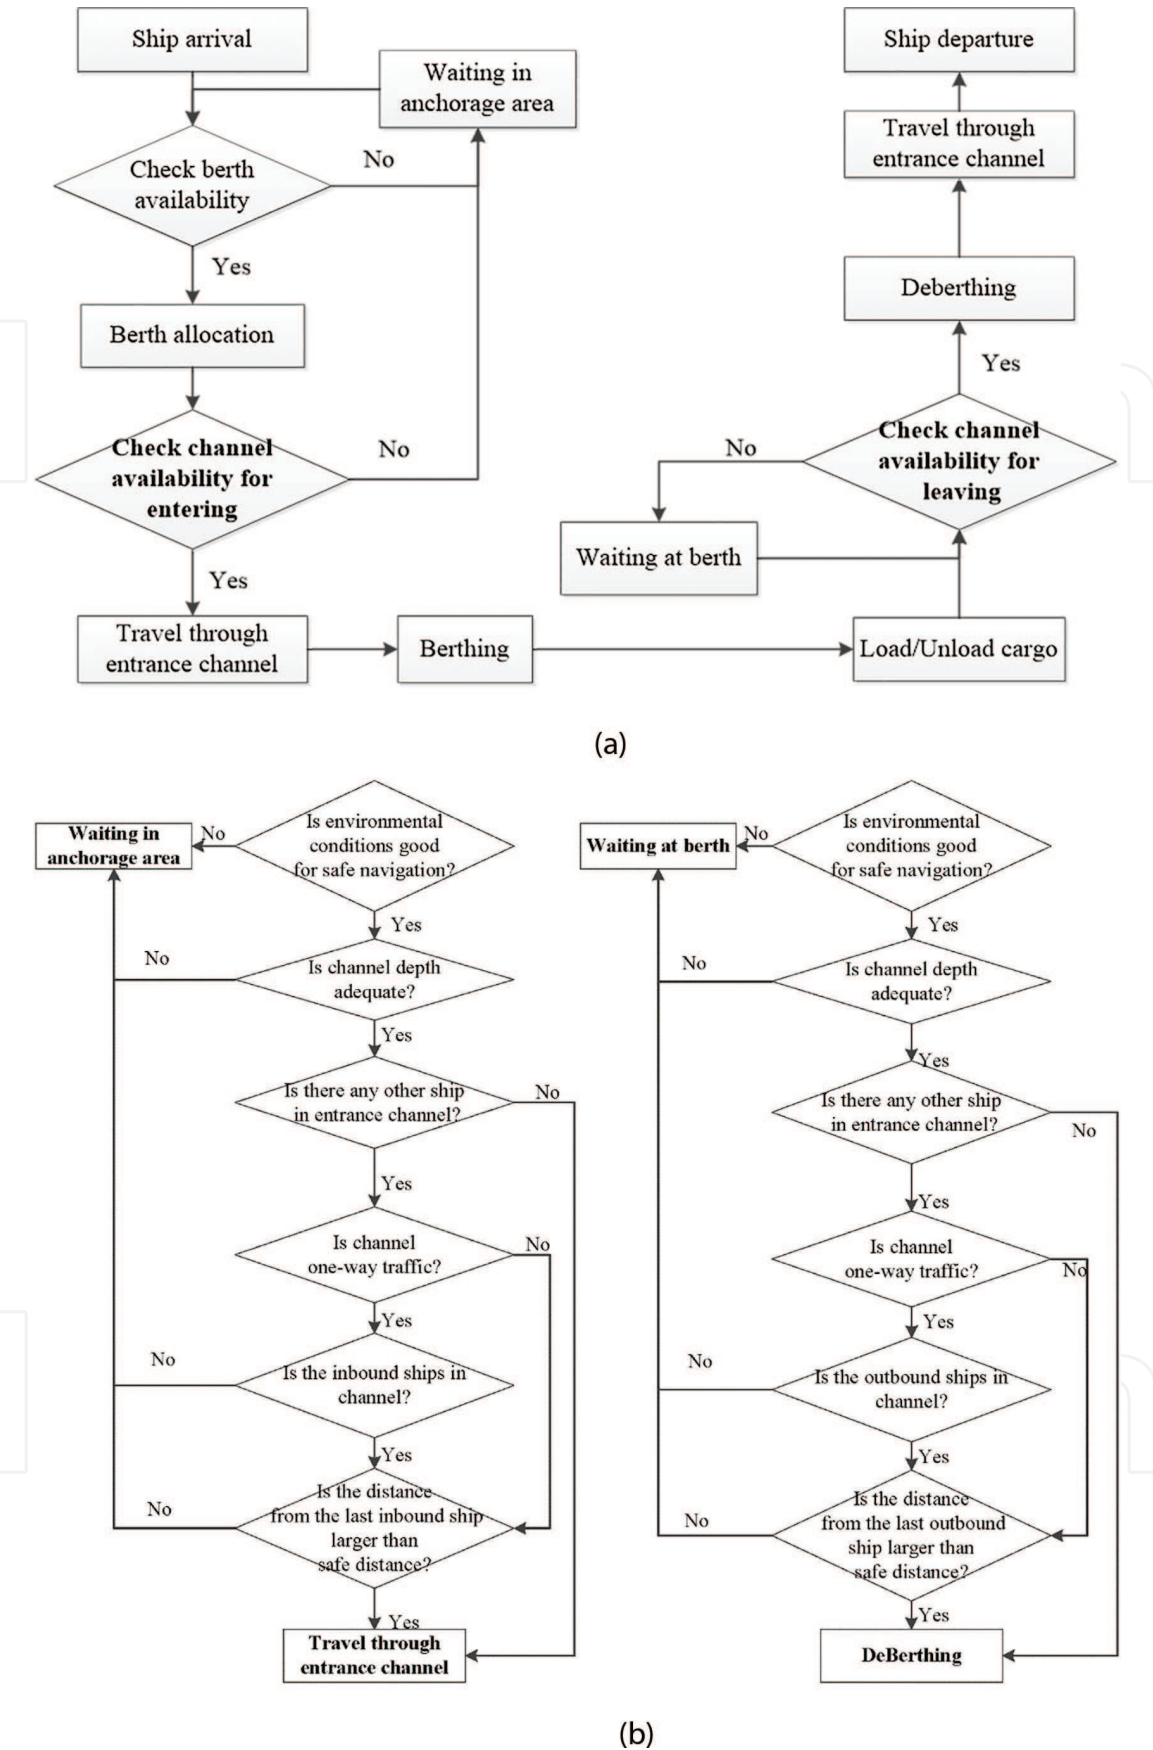 Ship arrival
Waiting in
anchorage area
Check berth
availability
No
Yes
Berth allocation
Check channel
availability for
entering
No
Yes
Travel through
entrance channel
Berthing
Load/Unload cargo
Ship departure
Travel through
entrance channel
Deberthing
Yes
Check channel
availability for
leaving
No
Waiting at berth
(a)
Waiting in
anchorage area
No
Is environmental
conditions good
for safe navigation?
Yes
No
Is channel depth
adequate?
Yes
Is there any other ship
in entrance channel?
No
Yes
Is channel
one-way traffic?
No
Yes
No
Is the inbound ships in
channel?
Yes
No
Is the distance
from the last inbound ship
larger than
safe distance?
Yes
Travel through
entrance channel
Waiting at berth
No
Is environmental
conditions good
for safe navigation?
Yes
No
Is channel depth
adequate?
Yes
Is there any other ship
in entrance channel?
No
Yes
Is channel
one-way traffic?
No
Yes
No
Is the outbound ships in
channel?
Yes
No
Is the distance
from the last outbound
ship larger than
safe distance?
Yes
DeBerthing
(b)